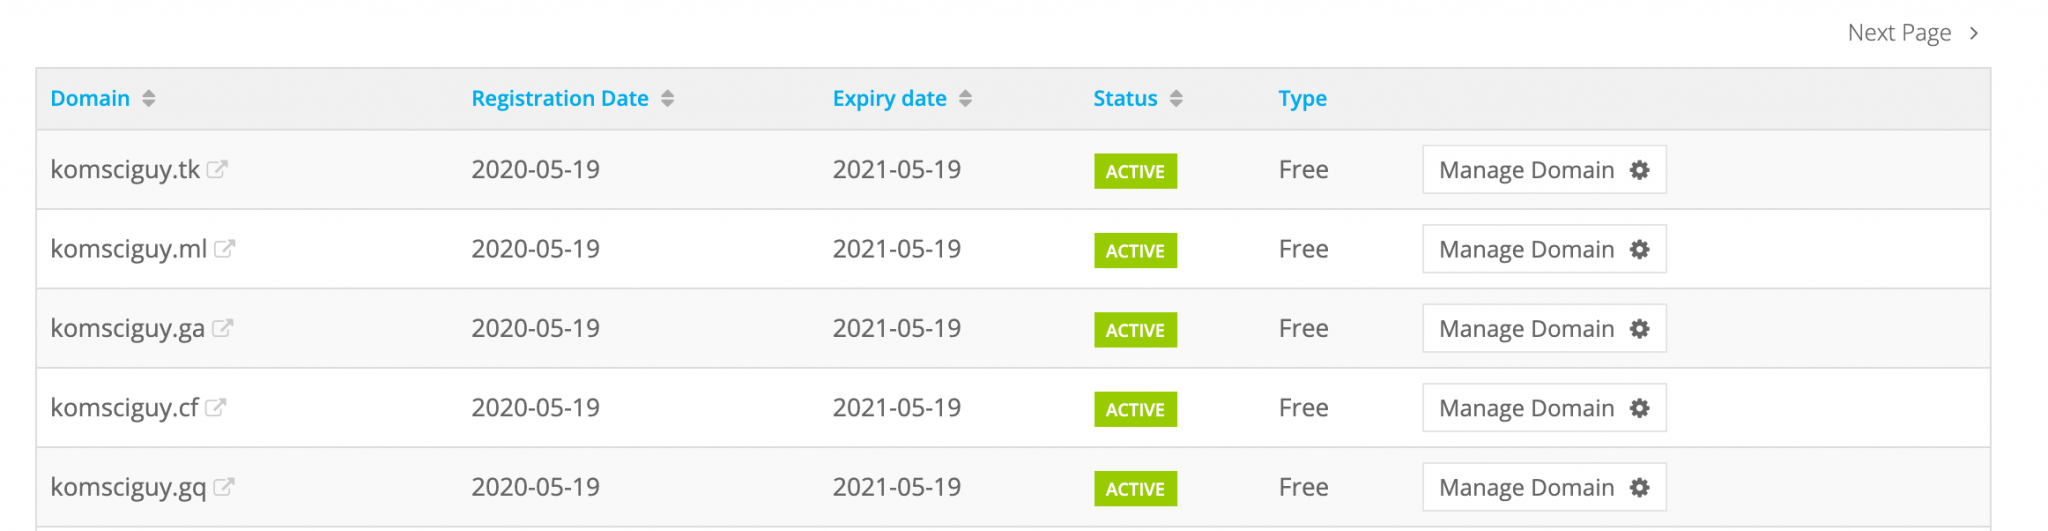 Next Page
Domain Registration Date Expiry date Status Type
komsciguy.tk 2020-05-19 2021-05-19 ACTIVE Free Manage Domain
komsciguy.ml 2020-05-19 2021-05-19 ACTIVE Free Manage Domain
komsciguy.ga 2020-05-19 2021-05-19 ACTIVE Free Manage Domain
komsciguy.cf 2020-05-19 2021-05-19 ACTIVE Free Manage Domain
komsciguy.gq 2020-05-19 2021-05-19 ACTIVE Free Manage Domain